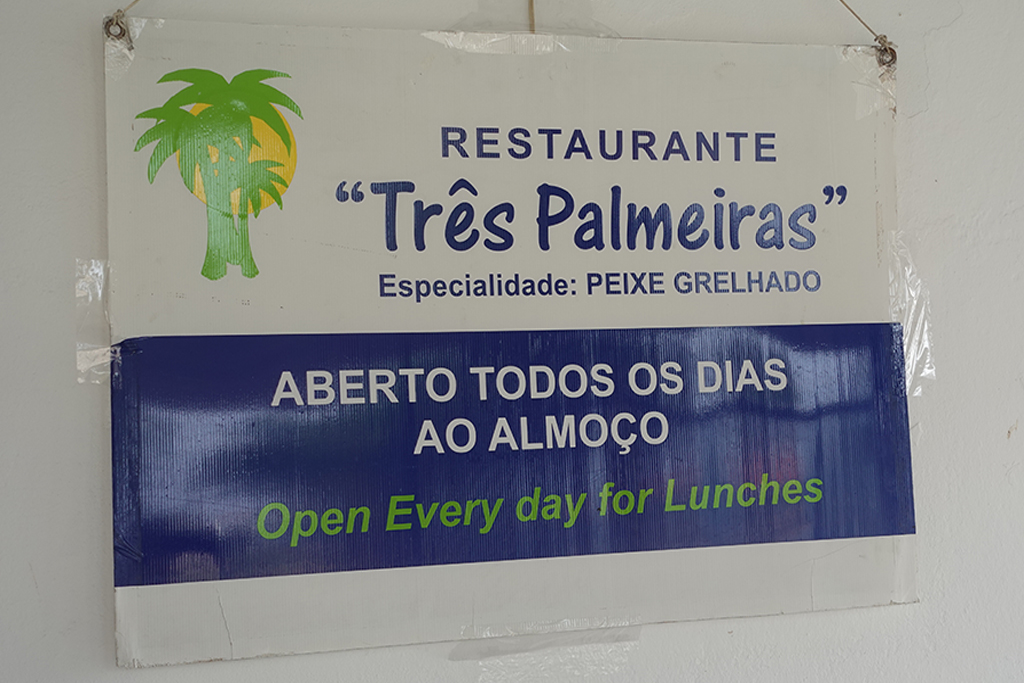 RESTAURANTE
“Três Palmeiras”
Especialidade: PEIXE GRELHADO
ABERTO TODOS OS DIAS
AO ALMOÇO
Open Every day for Lunches